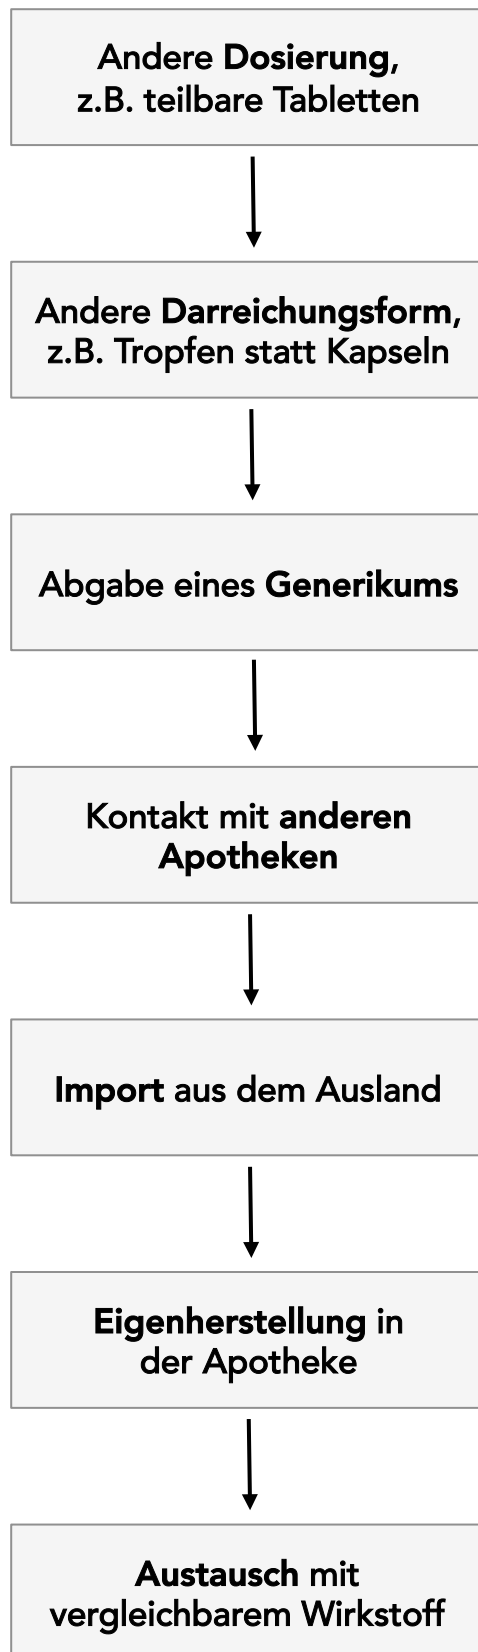 Andere Dosierung,
z.B. teilbare Tabletten
Andere Darreichungsform,
z.B. Tropfen statt Kapseln
Abgabe eines Generikums
Kontakt mit anderen
Apotheken
Import aus dem Ausland
Eigenherstellung in
der Apotheke
Austausch mit
vergleichbarem Wirkstoff